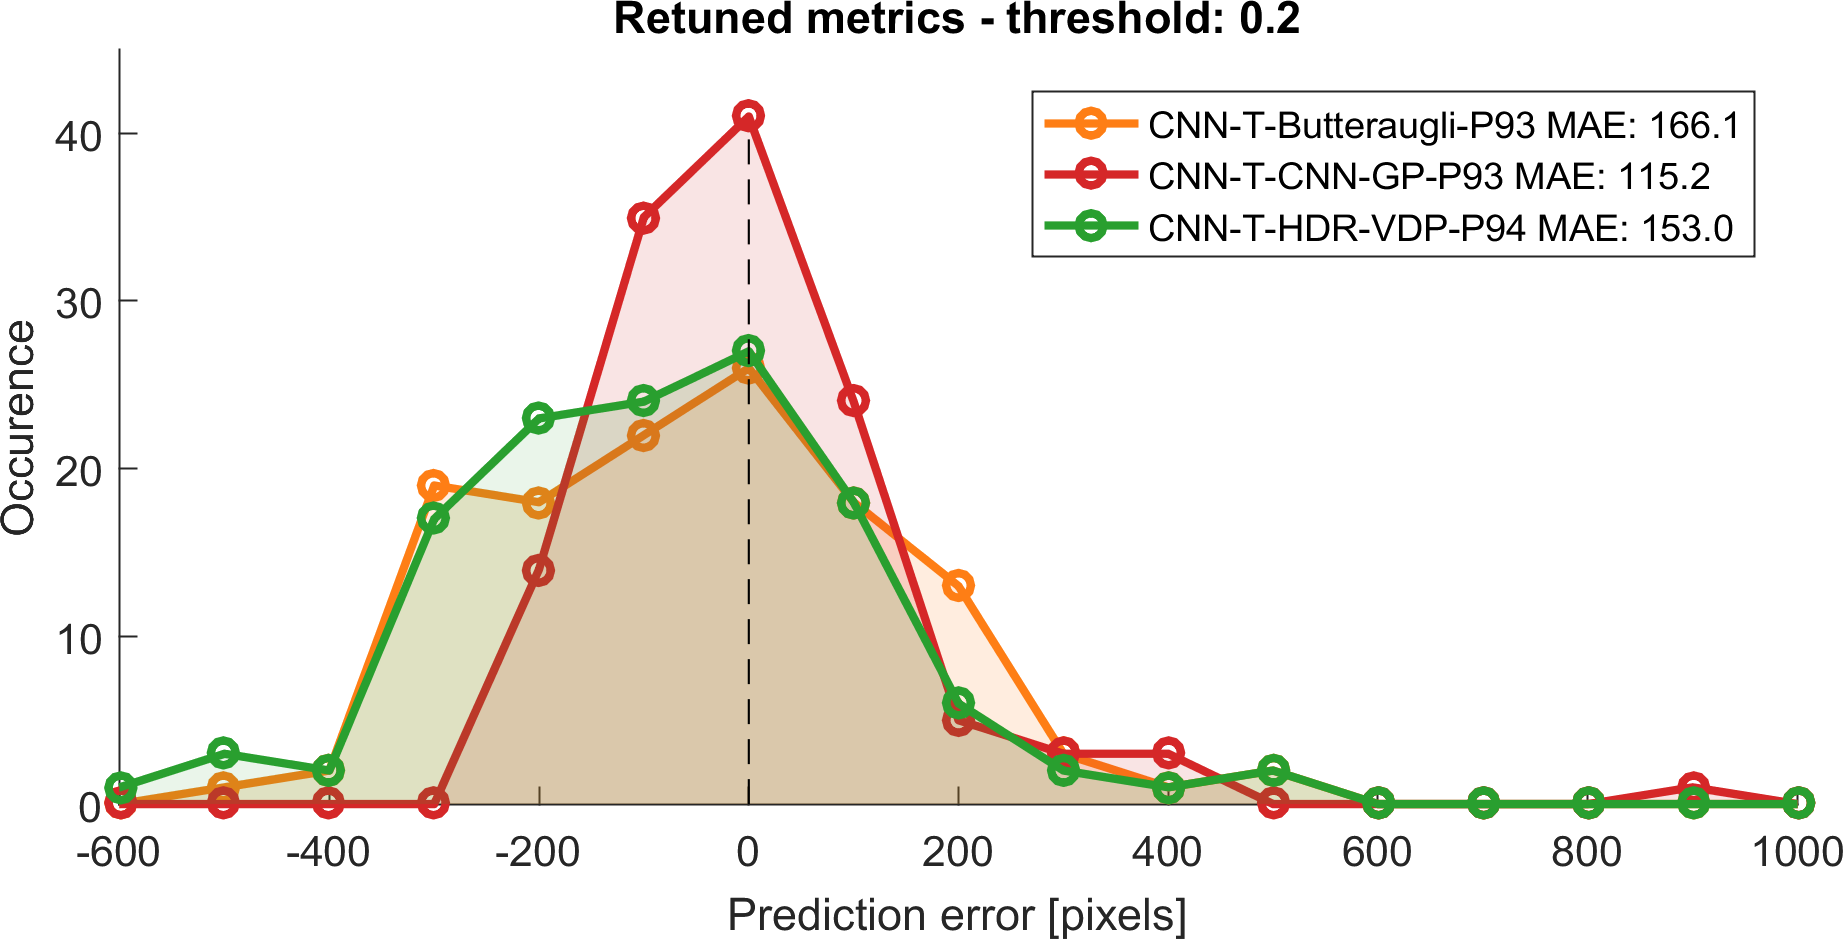 Retuned metrics - threshold: 0.2
CNN-T-Butteraugli-P93 MAE: 166.1
CNN-T-CNN-GP-P93 MAE: 115.2
CNN-T-HDR-VDP-P94 MAE: 153.0
Occurence
40
30
20
10
0
-600 -400 -200 0 200 400 600 800 1000
Prediction error [pixels]